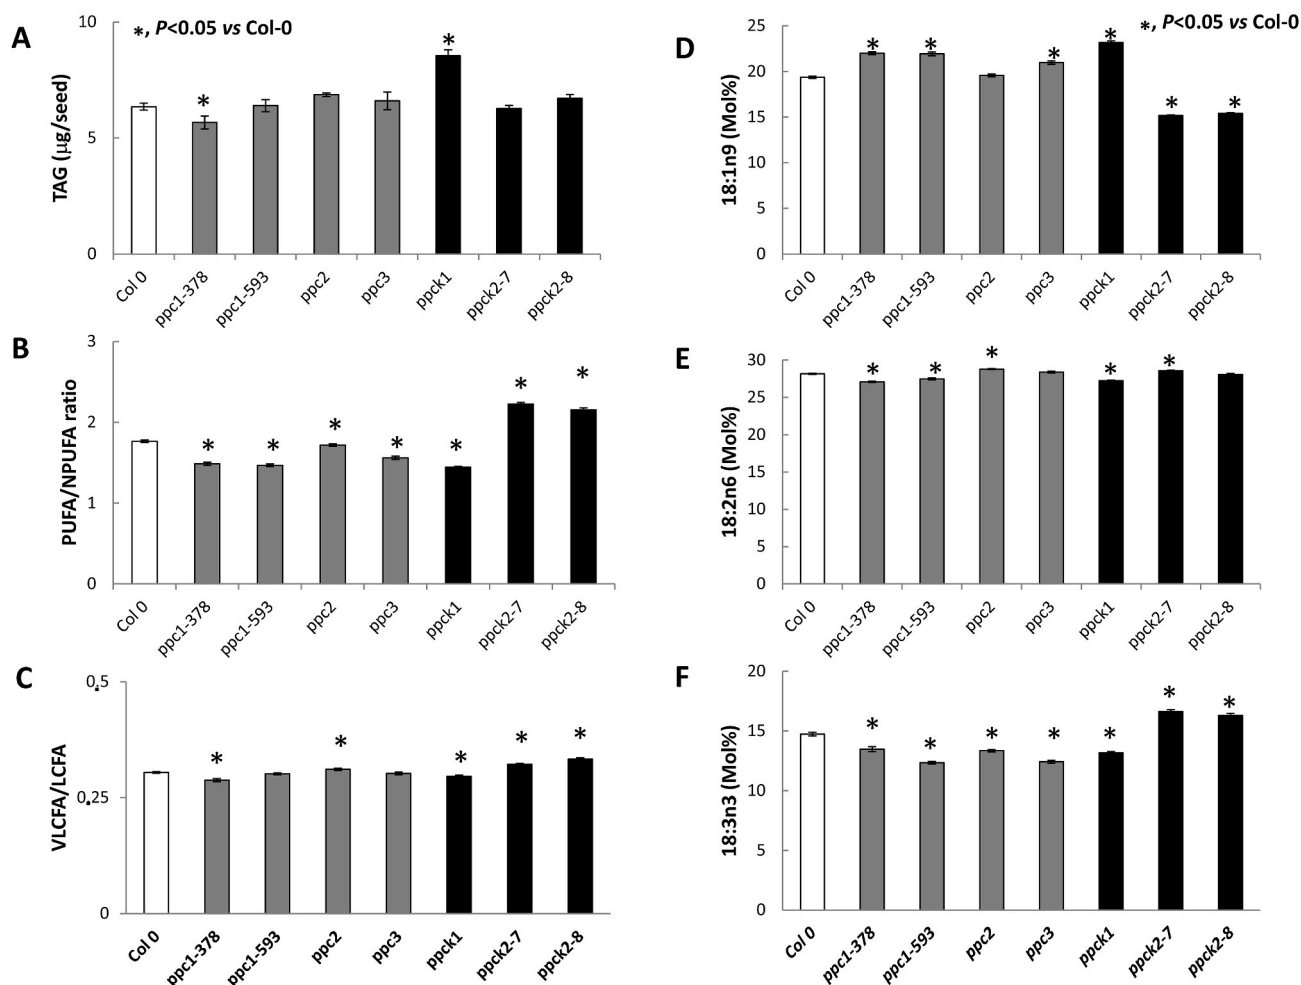 A
*, P<0.05 vs Col-0
TAG (μg/seed)
10
5
0
Col 0
ppc1-378
ppc1-593
ppc2
ppc3
ppck1
ppck2-7
ppck2-8
* *
B
PUFA/NPUFA ratio
3
2
1
0
Col 0
ppc1-378
ppc1-593
ppc2
ppc3
ppck1
ppck2-7
ppck2-8
* * * * * * *
C
VLCFA/LCFA
0.5
0.25
0
Col 0
ppc1-378
ppc1-593
ppc2
ppc3
ppck1
ppck2-7
ppck2-8
* * * * *
D
*, P<0.05 vs Col-0
18:1n9 (Mol%)
25
20
15
10
5
0
Col 0
ppc1-378
ppc1-593
ppc2
ppc3
ppck1
ppck2-7
ppck2-8
* * * * * *
E
18:2n6 (Mol%)
30
25
20
15
10
5
0
Col 0
ppc1-378
ppc1-593
ppc2
ppc3
ppck1
ppck2-7
ppck2-8
* * * * *
F
18:3n3 (Mol%)
20
15
10
5
0
Col 0
ppc1-378
ppc1-593
ppc2
ppc3
ppck1
ppck2-7
ppck2-8
* * * * * * *